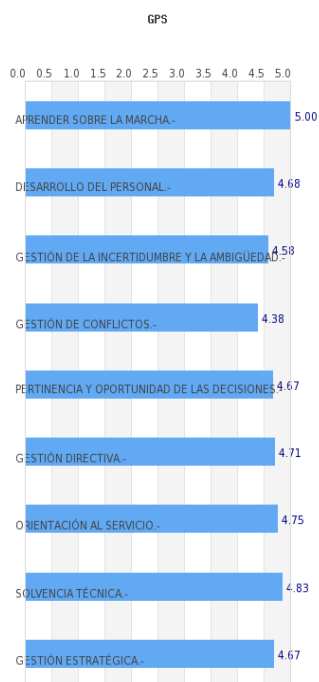 GPS
0.0 0.5 1.0 1.5 2.0 2.5 3.0 3.5 4.0 4.5 5.0
APRENDER SOBRE LA MARCHA.- 5.00
DESARROLLO DEL PERSONAL.- 4.68
GESTIÓN DE LA INCERTIDUMBRE Y LA AMBIGÜEDAD.- 4.58
GESTIÓN DE CONFLICTOS.- 4.38
PERTINENCIA Y OPORTUNIDAD DE LAS DECISIONES.- 4.67
GESTIÓN DIRECTIVA.- 4.71
ORIENTACIÓN AL SERVICIO.- 4.75
SOLVENCIA TÉCNICA.- 4.83
GESTIÓN ESTRATÉGICA.- 4.67